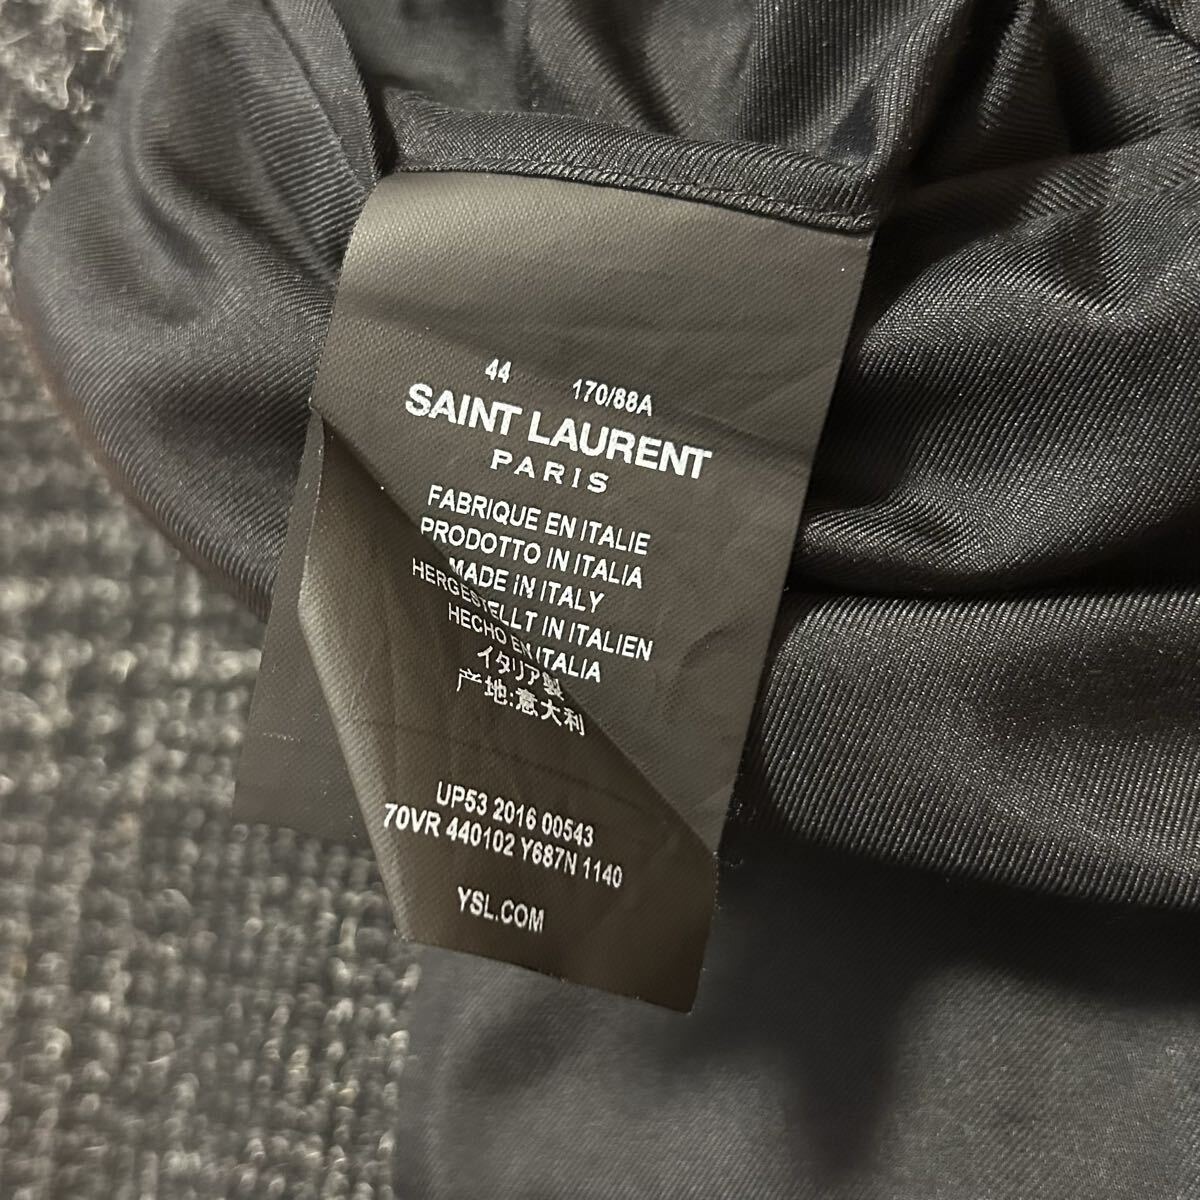 44 170/88A
SAINT LAURENT
PARIS
FABRIQUE EN ITALIE
PRODOTTO IN ITALIA
MADE IN ITALY
HERGESTELLT IN ITALIEN
HECHO EN ITALIA
イタリア製
产地:意大利
UP53 2016 00543
70VR 440102 Y687N 1140
YSL.COM